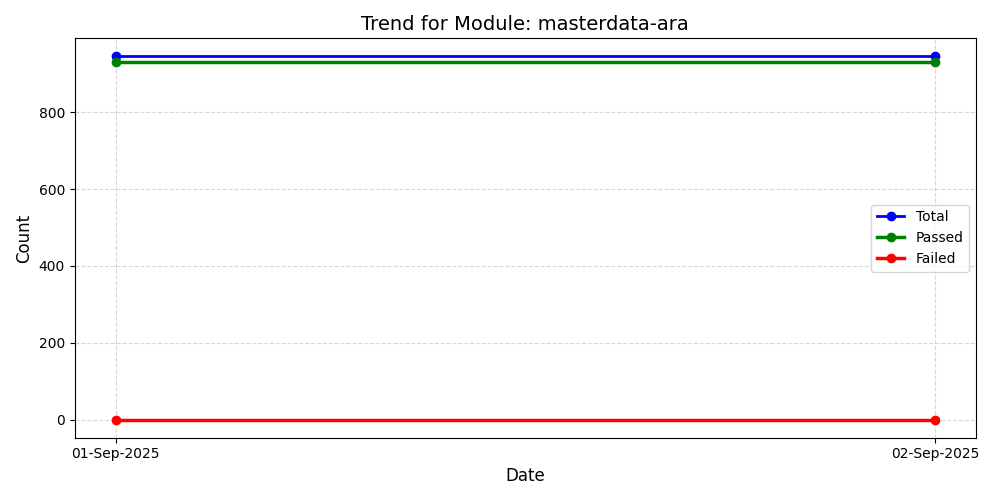 Trend for Module: masterdata-ara
Count
800
600
400
200
0
Total
Passed
Failed
01-Sep-2025
02-Sep-2025
Date